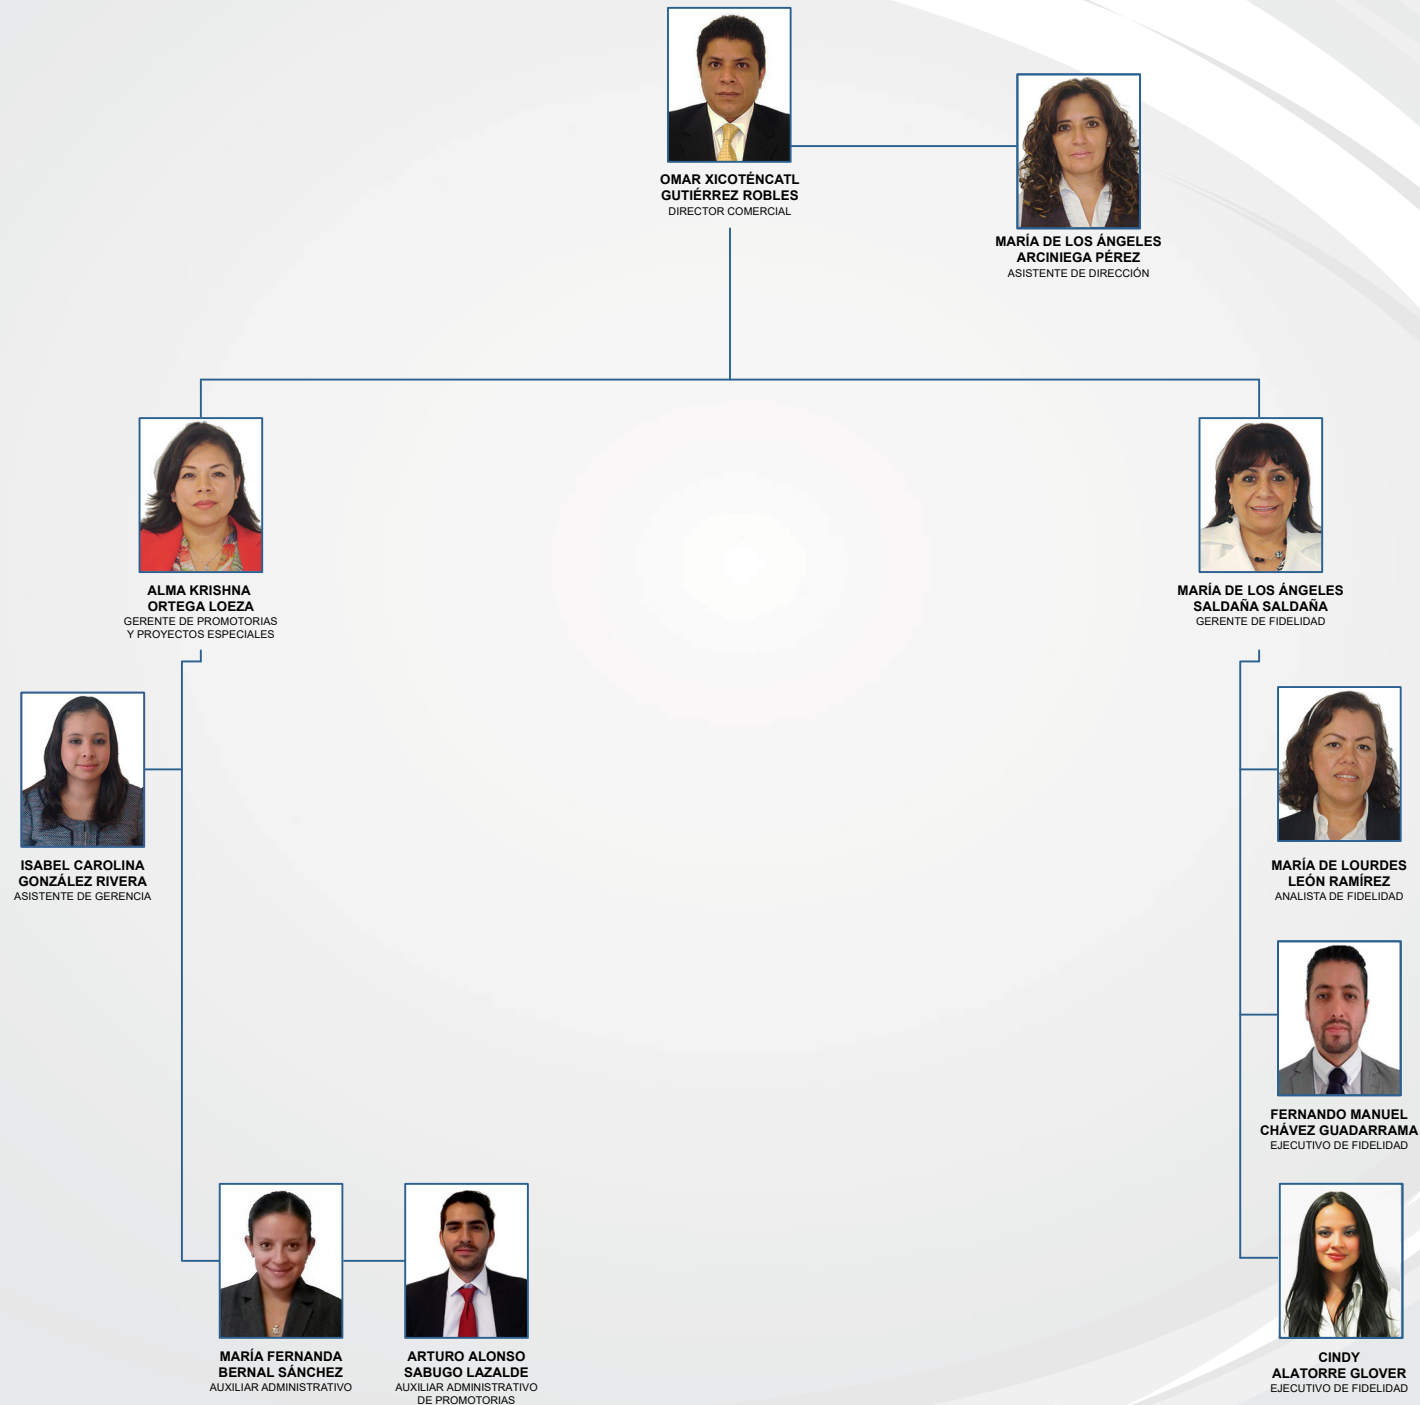 OMAR XICOTÉNCATL
GUTIÉRREZ ROBLES
DIRECTOR COMERCIAL
MARÍA DE LOS ÁNGELES
ARCINIEGA PÉREZ
ASISTENTE DE DIRECCIÓN
ALMA KRISHNA
ORTEGA LOEZA
GERENTE DE PROMOTORIAS
Y PROYECTOS ESPECIALES
MARÍA DE LOS ÁNGELES
SALDAÑA SALDAÑA
GERENTE DE FIDELIDAD
ISABEL CAROLINA
GONZÁLEZ RIVERA
ASISTENTE DE GERENCIA
MARÍA DE LOURDES
LEÓN RAMÍREZ
ANALISTA DE FIDELIDAD
FERNANDO MANUEL
CHÁVEZ GUADARRAMA
EJECUTIVO DE FIDELIDAD
MARÍA FERNANDA
BERNAL SÁNCHEZ
AUXILIAR ADMINISTRATIVO
ARTURO ALONSO
SABUGO LAZALDE
AUXILIAR ADMINISTRATIVO
DE PROMOTORIAS
CINDY
ALATORRE GLOVER
EJECUTIVO DE FIDELIDAD